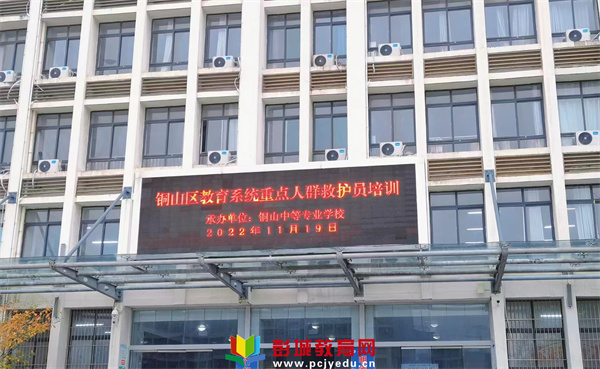 铜山区教育系统重点人群救护员培训
承办单位：铜山中等专业学校
2022年11月19日
彭城教育网
www.pcjyedu.cn